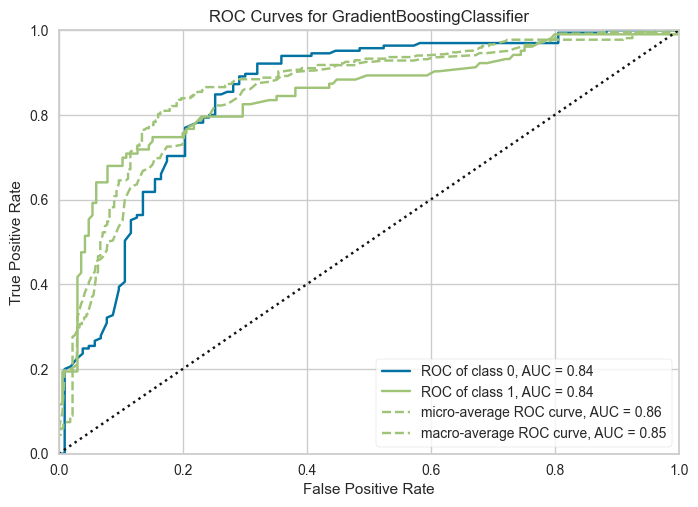 ROC Curves for GradientBoostingClassifier
1.0
0.8
0.6
0.4
0.2
0.0
True Positive Rate
ROC of class 0, AUC = 0.84
ROC of class 1, AUC = 0.84
micro-average ROC curve, AUC = 0.86
macro-average ROC curve, AUC = 0.85
0.0 0.2 0.4 0.6 0.8 1.0
False Positive Rate